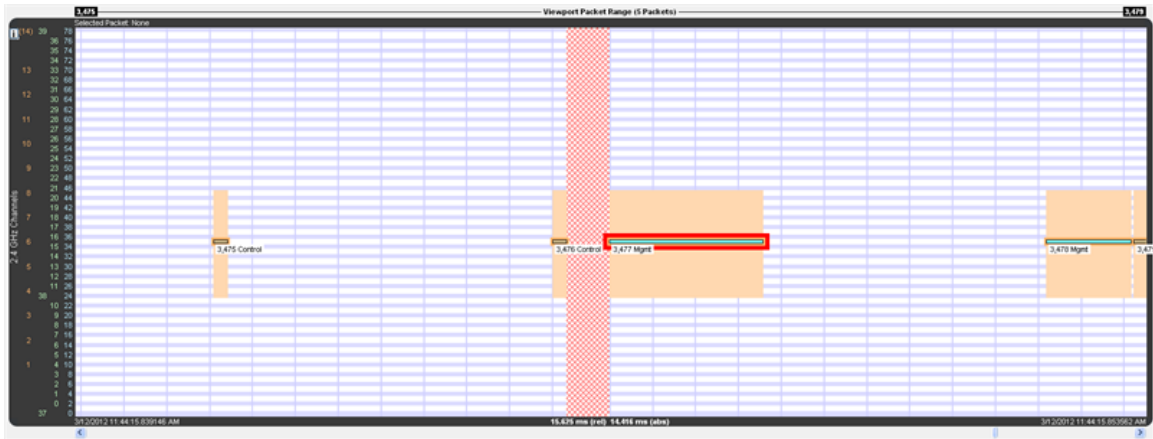 3,475 Viewport Packet Range (5 Packets) 3,479
Selected Packet: None
2.4 GHz Channels
(14) 39 78
36 76
35 74
34 72
13 33 70
32 68
31 66
12 30 64
29 62
11 28 60
27 58
26 56
10 25 54
24 52
9 23 50
22 48
21 46
8 20 44
19 42
7 18 40
17 38
16 36
6 15 34
14 32
5 13 30
12 28
11 26
4 38 24
10 22
3 9 20
8 18
7 16
2 6 14
5 12
1 4 10
3 8
2 6
1 4
0 2
37 0
3,475 Control
3,476 Control
3,477 Mgmt
3,478 Mgmt
3/12/2012 11:44:15.839146 AM 15.675 ms (rel) 14.416 ms (abs) 3/12/2012 11:44:15.853562 AM